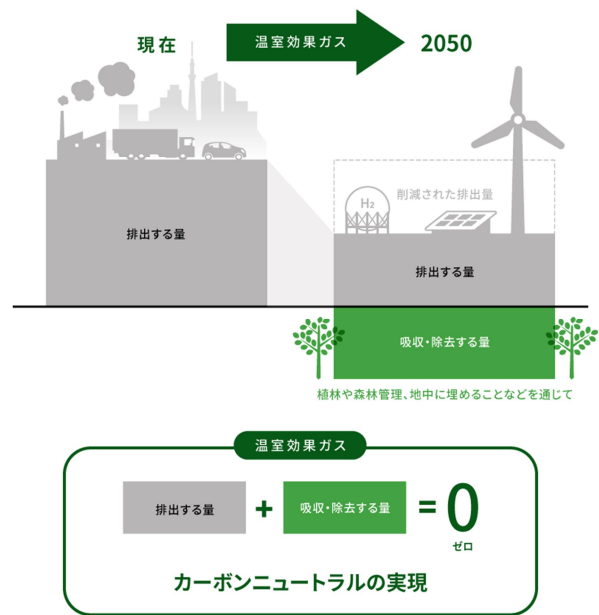 現在
温室効果ガス
2050
H₂
削減された排出量
排出する量
排出する量
吸収・除去する量
植林や森林管理、地中に埋めることなどを通じて
温室効果ガス
排出する量 + 吸収・除去する量 = 0
ゼロ
カーボンニュートラルの実現